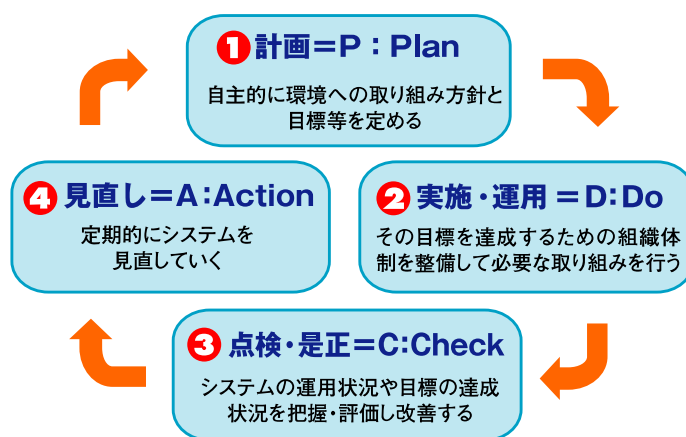 ❶計画=P:Plan
自主的に環境への取り組み方針と
目標等を定める
❷実施・運用=D:Do
その目標を達成するための組織体
制を整備して必要な取り組みを行う
❸点検・是正=C:Check
システムの運用状況や目標の達成
状況を把握・評価し改善する
❹見直し=A:Action
定期的にシステムを
見直していく